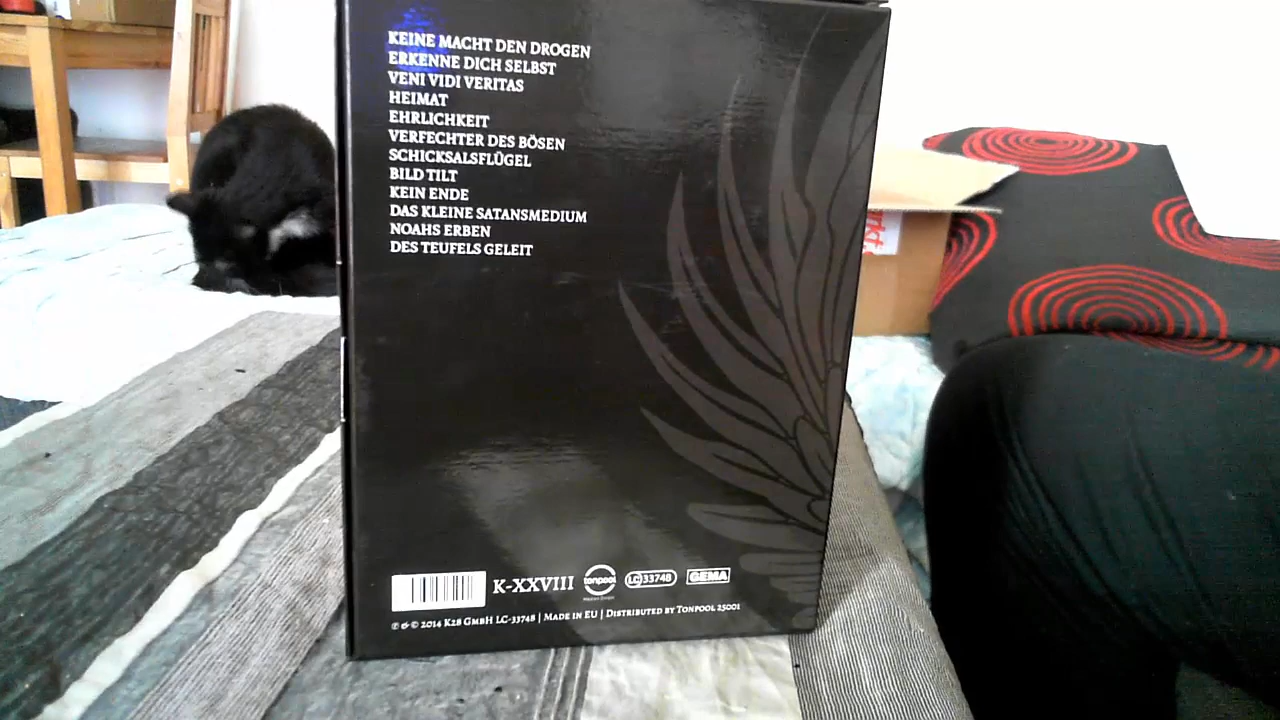 KEINE MACHT DEN DROGEN
ERKENNE DICH SELBST
VENI VIDI VERITAS
HEIMAT
EHRLICHKEIT
VERFECHTER DES BÖSEN
SCHICKSALSFLÜGEL
BILD TILT
KEIN ENDE
DAS KLEINE SATANSMEDIUM
NOAHS ERBEN
DES TEUFELS GELEIT
K-XXVIII tonpool LC 33748 GEMA
℗ & © 2014 K28 GMBH LC-33748 | MADE IN EU | DISTRIBUTED BY TONPOOL 25001